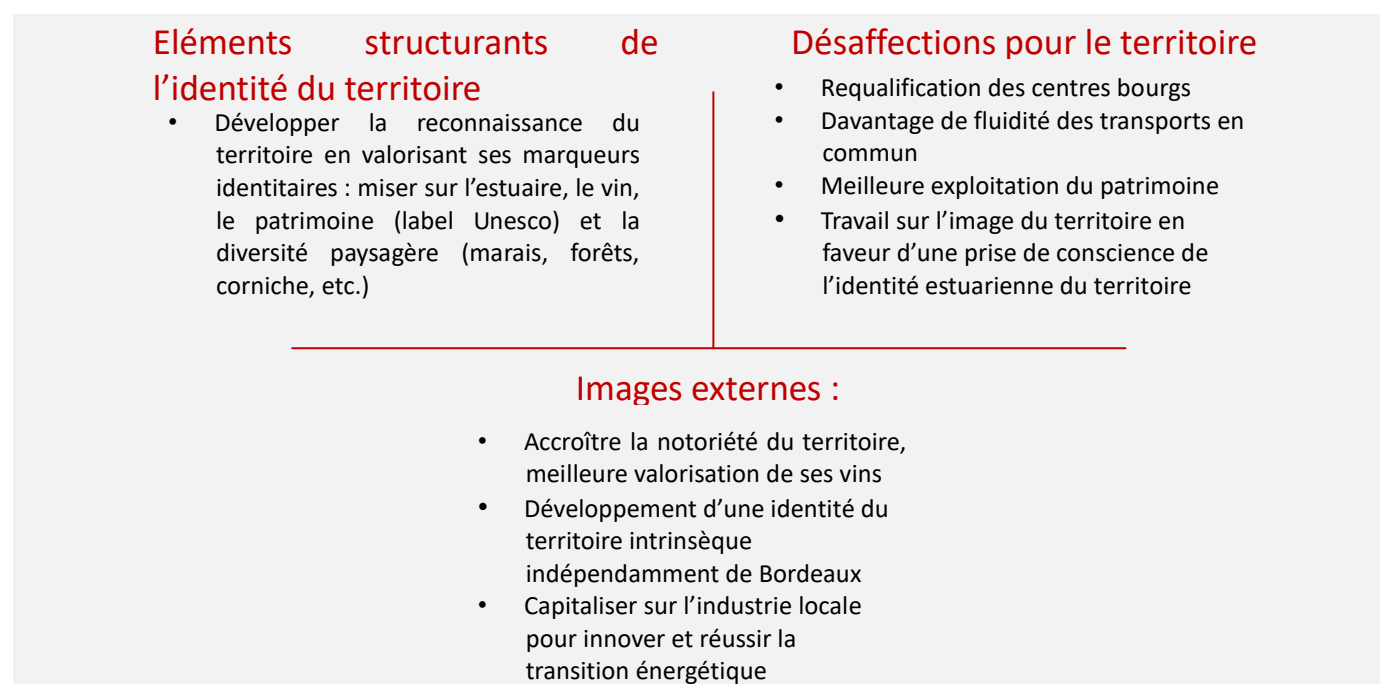 Eléments structurants de
l’identité du territoire
• Développer la reconnaissance du
territoire en valorisant ses marqueurs
identitaires : miser sur l’estuaire, le vin,
le patrimoine (label Unesco) et la
diversité paysagère (marais, forêts,
corniche, etc.)
Désaffections pour le territoire
• Requalification des centres bourgs
• Davantage de fluidité des transports en
commun
• Meilleure exploitation du patrimoine
• Travail sur l’image du territoire en
faveur d’une prise de conscience de
l’identité estuarienne du territoire
Images externes :
• Accroître la notoriété du territoire,
meilleure valorisation de ses vins
• Développement d’une identité du
territoire intrinsèque
indépendamment de Bordeaux
• Capitaliser sur l’industrie locale
pour innover et réussir la
transition énergétique